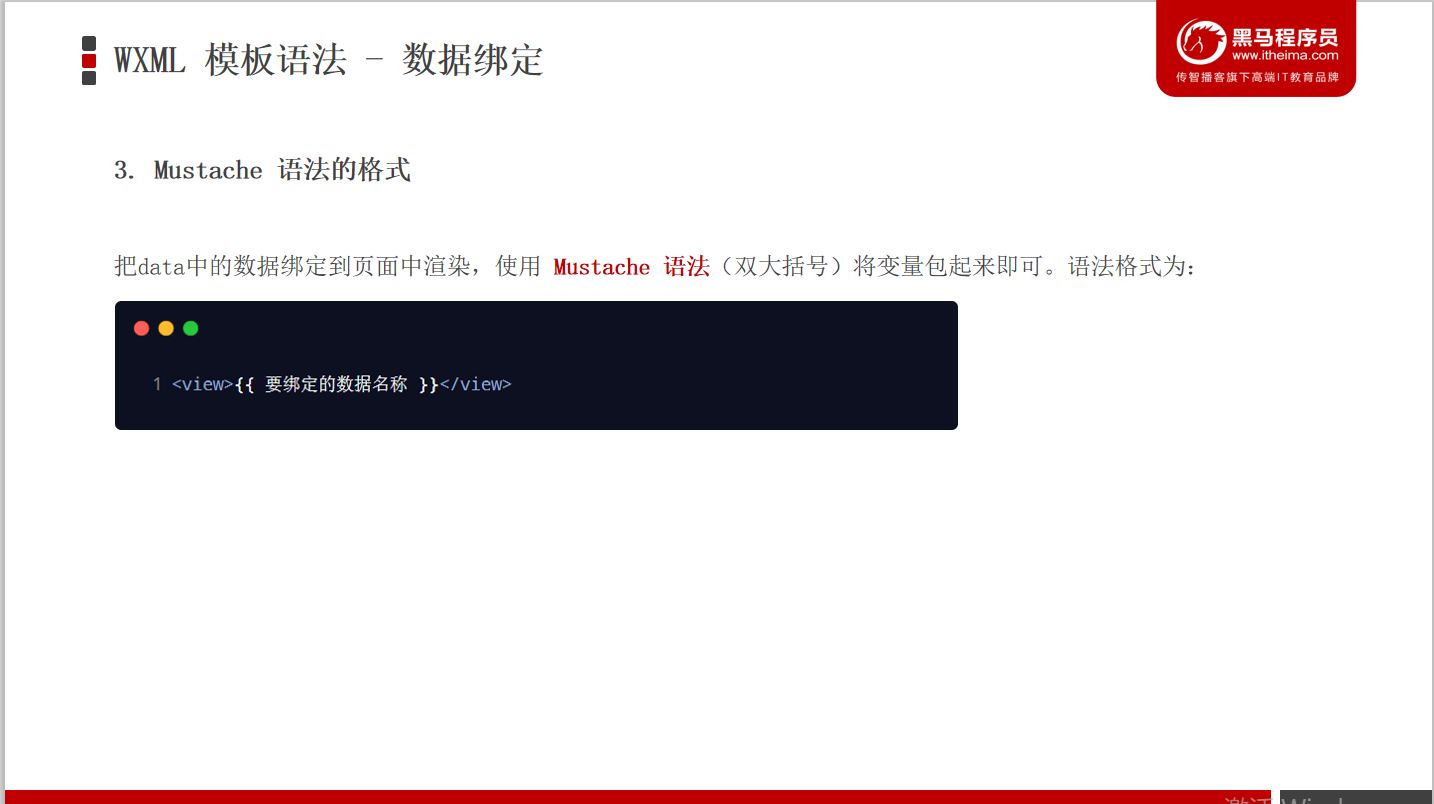 WXML 模板语法 - 数据绑定
黑马程序员
www.itheima.com
传智播客旗下高端IT教育品牌
3. Mustache 语法的格式
把data中的数据绑定到页面中渲染，使用 Mustache 语法（双大括号）将变量包起来即可。语法格式为：
1 <view>{{ 要绑定的数据名称 }}</view>